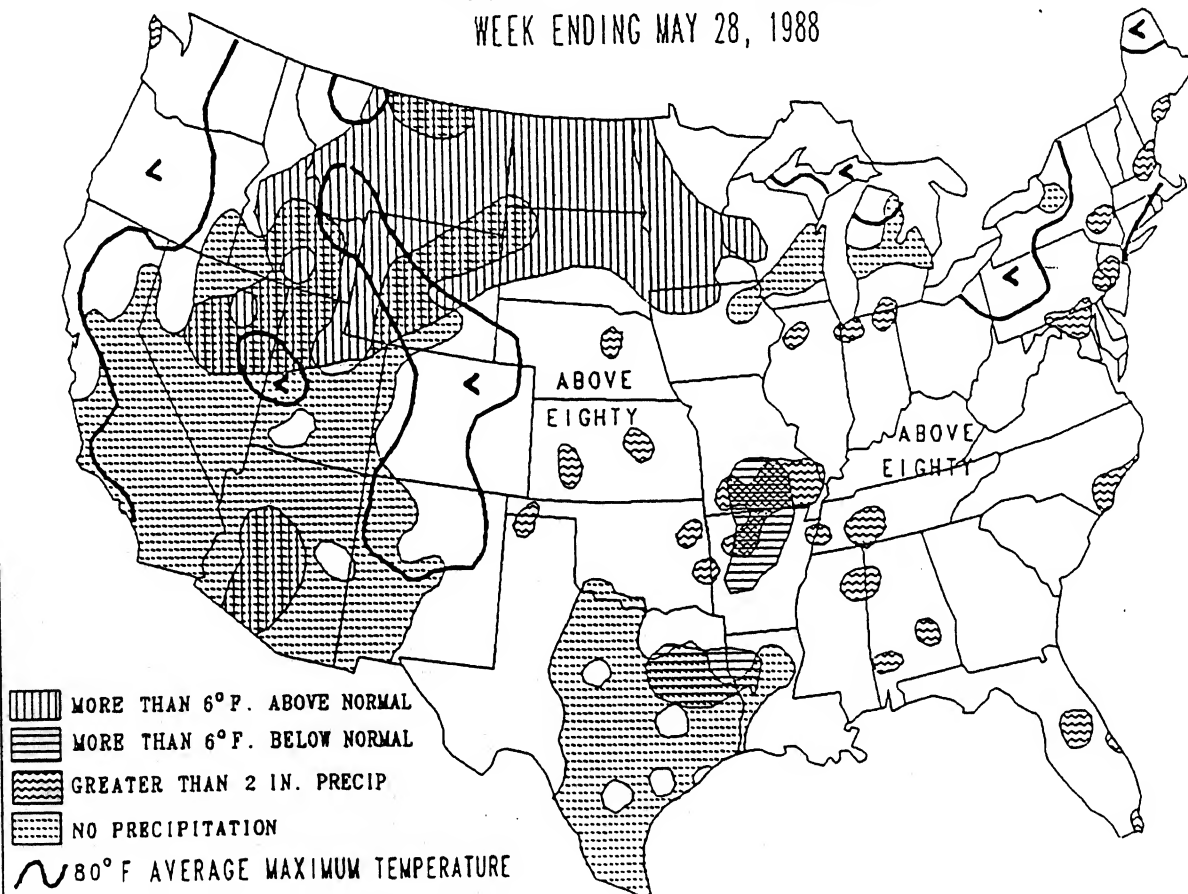 WEEK ENDING MAY 28, 1988
<
<
<
<
<
<
ABOVE
EIGHTY
ABOVE
EIGHTY
MORE THAN 6°F. ABOVE NORMAL
MORE THAN 6°F. BELOW NORMAL
GREATER THAN 2 IN. PRECIP
NO PRECIPITATION
80°F AVERAGE MAXIMUM TEMPERATURE